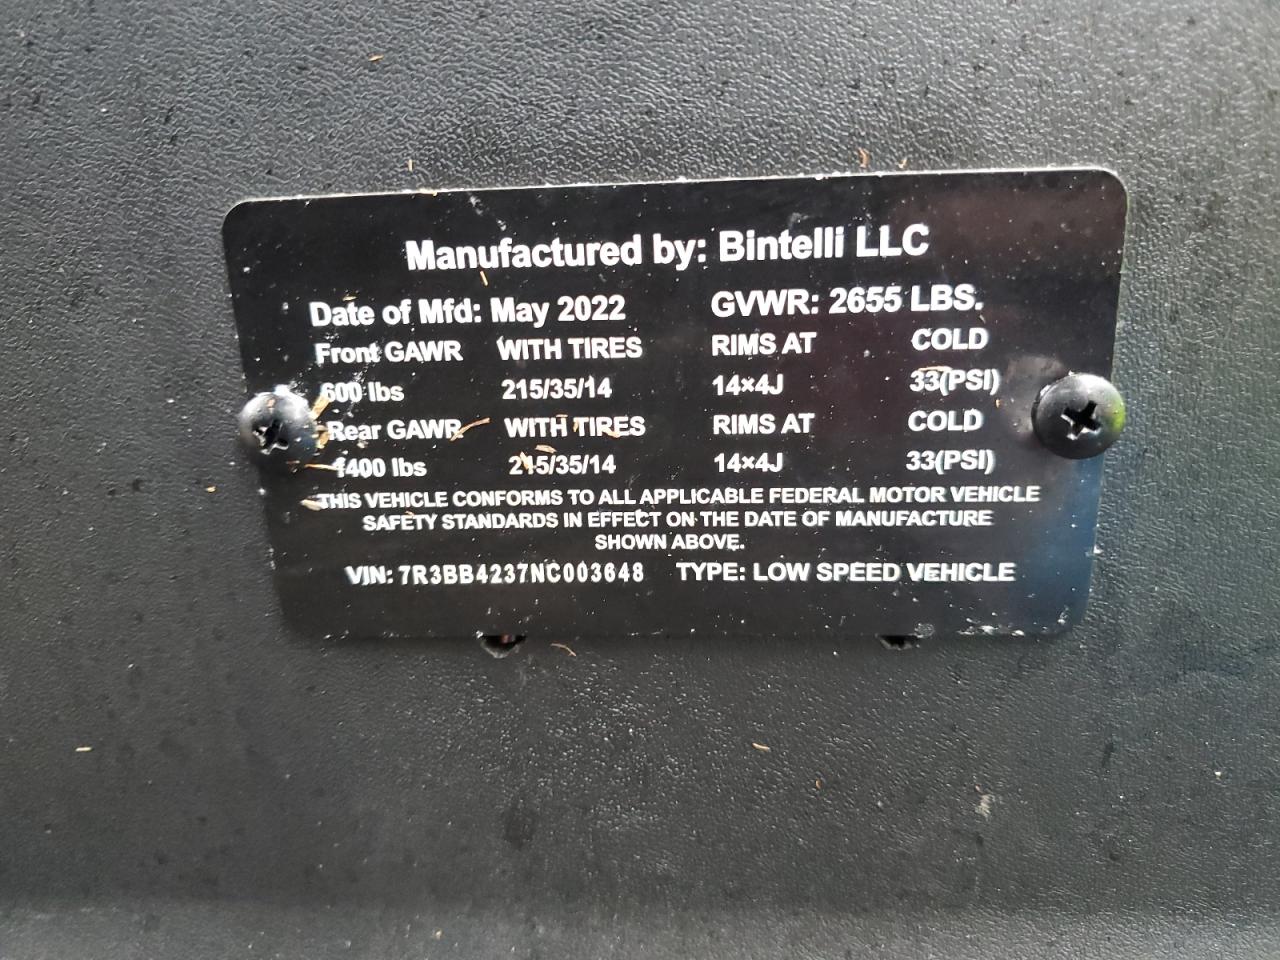 Manufactured by: Bintelli LLC
Date of Mfd: May 2022 GVWR: 2655 LBS.
Front GAWR WITH TIRES RIMS AT COLD
600 lbs 215/35/14 14×4J 33(PSI)
Rear GAWR WITH TIRES RIMS AT COLD
1400 lbs 215/35/14 14×4J 33(PSI)
THIS VEHICLE CONFORMS TO ALL APPLICABLE FEDERAL MOTOR VEHICLE
SAFETY STANDARDS IN EFFECT ON THE DATE OF MANUFACTURE
SHOWN ABOVE.
VIN: 7R3BB4237NC003648 TYPE: LOW SPEED VEHICLE